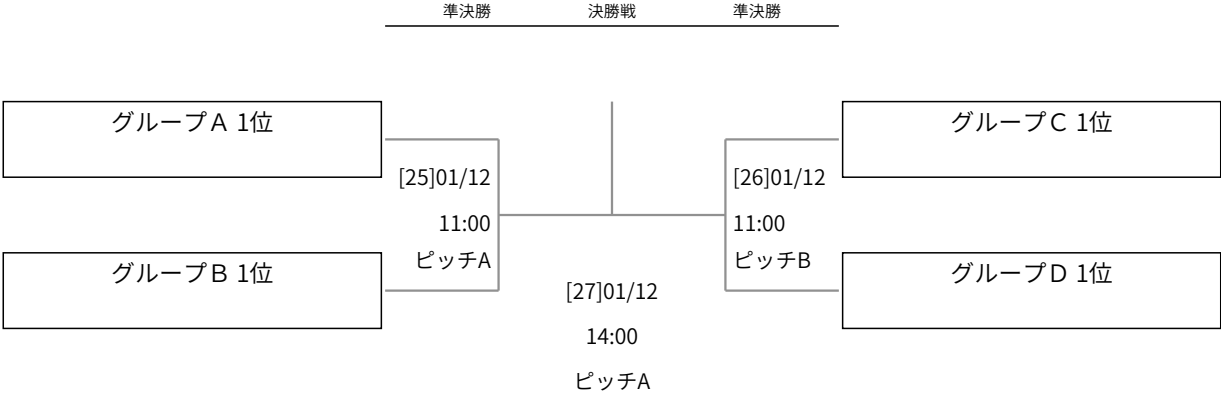 準決勝
決勝戦
準決勝
グループＡ 1位
グループＣ 1位
[25]01/12
11:00
ピッチA
[26]01/12
11:00
ピッチB
グループＢ 1位
グループＤ 1位
[27]01/12
14:00
ピッチA